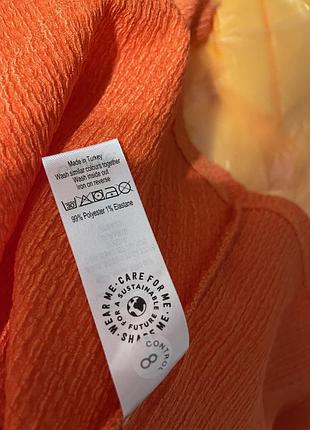 Made in Turkey
Wash similar colours together
Wash inside out
Iron on reverse
99% Polyester 1% Elastane
WEAR ME · CARE FOR ME · SHARE ME
FOR A SUSTAINABLE FUTURE
CONTROL
8